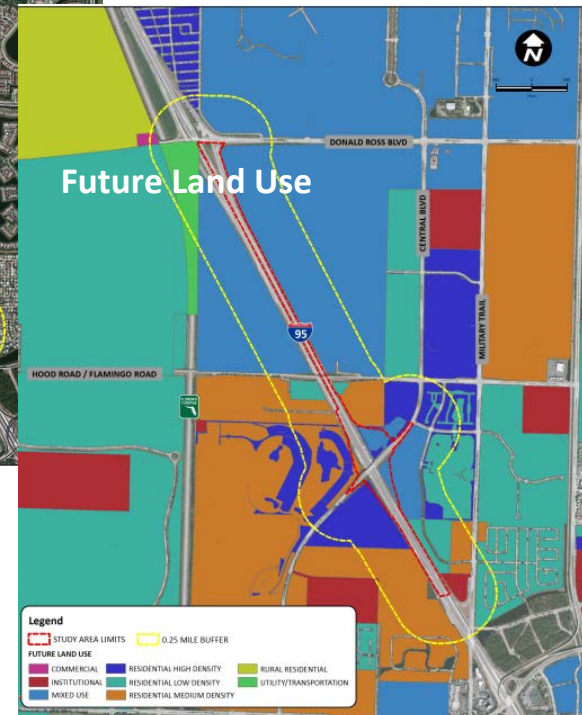 N
DONALD ROSS BLVD
Future Land Use
CENTRAL BLVD
MILITARY TRAIL
95
HOOD ROAD / FLAMINGO ROAD
Legend
STUDY AREA LIMITS
0.25 MILE BUFFER
FUTURE LAND USE
COMMERCIAL
RESIDENTIAL HIGH DENSITY
RURAL RESIDENTIAL
INSTITUTIONAL
RESIDENTIAL LOW DENSITY
UTILITY/TRANSPORTATION
MIXED USE
RESIDENTIAL MEDIUM DENSITY